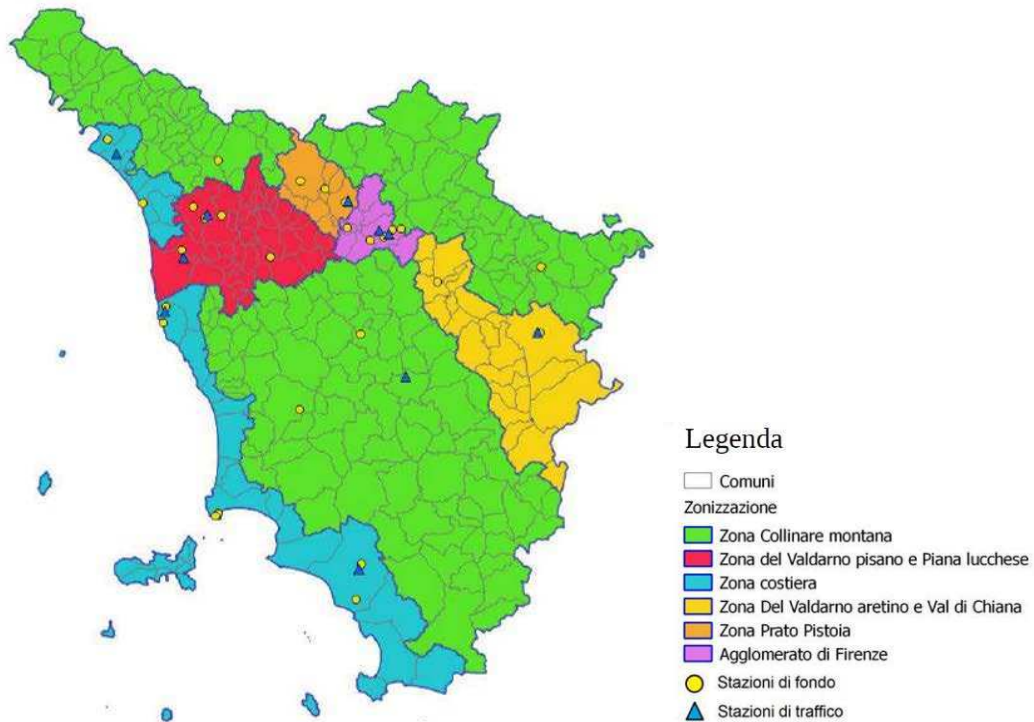 Legenda
Comuni
Zonizzazione
Zona Collinare montana
Zona del Valdarno pisano e Piana lucchese
Zona costiera
Zona Del Valdarno aretino e Val di Chiana
Zona Prato Pistoia
Agglomerato di Firenze
Stazioni di fondo
Stazioni di traffico